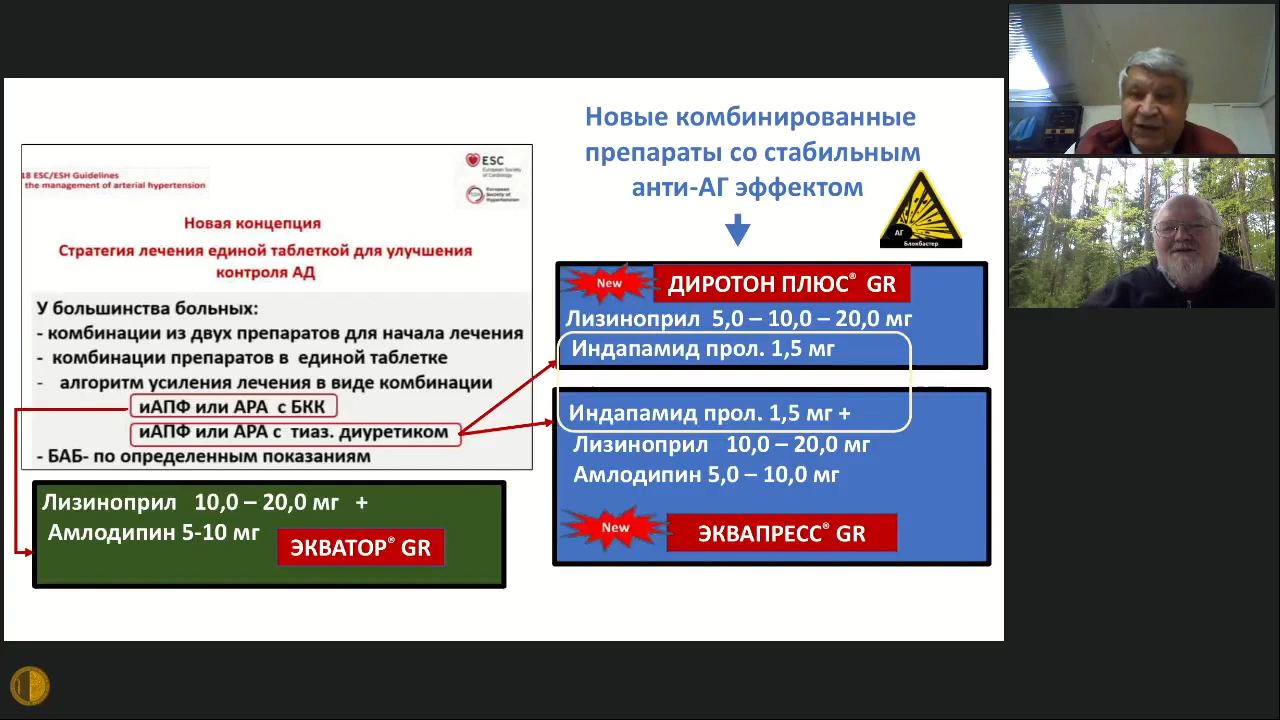 18 ESC/ESH Guidelines
the management of arterial hypertension
ESC
European Society
of Cardiology
European
Society of
Hypertension
Новая концепция
Стратегия лечения единой таблеткой для улучшения
контроля АД
У большинства больных:
- комбинации из двух препаратов для начала лечения
- комбинации препаратов в единой таблетке
- алгоритм усиления лечения в виде комбинации
иАПФ или АРА с БКК
иАПФ или АРА с тиаз. диуретиком
- БАБ- по определенным показаниям
Лизиноприл 10,0 – 20,0 мг +
Амлодипин 5-10 мг
ЭКВАТОР® GR
Новые комбинированные
препараты со стабильным
анти-АГ эффектом
АГ
Блокбастер
New
ДИРОТОН ПЛЮС® GR
Лизиноприл 5,0 – 10,0 – 20,0 мг
Индапамид прол. 1,5 мг
Индапамид прол. 1,5 мг +
Лизиноприл 10,0 – 20,0 мг
Амлодипин 5,0 – 10,0 мг
New
ЭКВАПРЕСС® GR